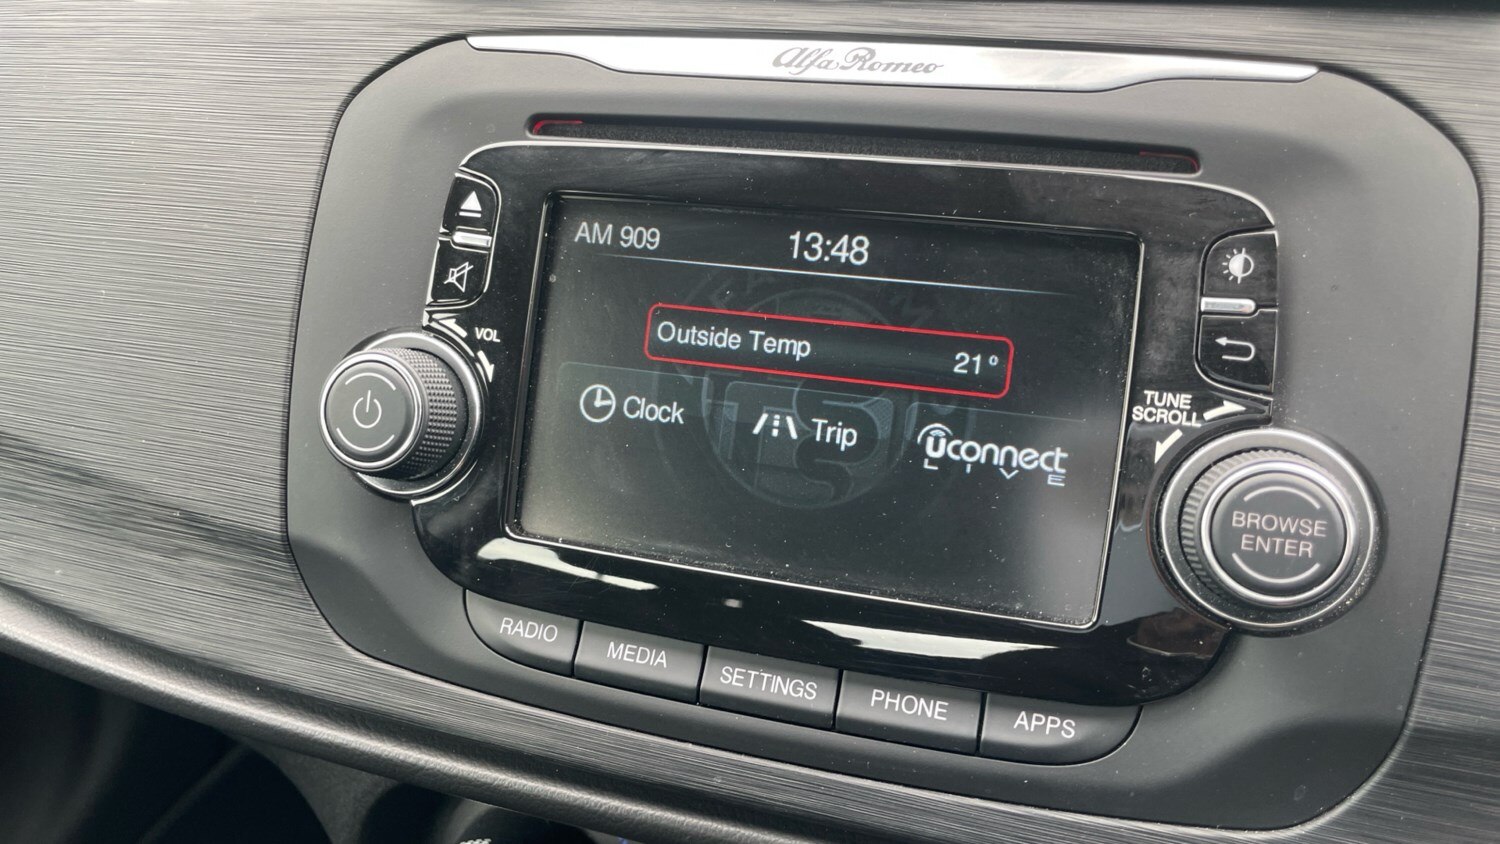 Alfa Romeo
AM 909
13:48
VOL
Outside Temp 21°
Clock
Trip
uconnect
LIVE
TUNE
SCROLL
BROWSE
ENTER
RADIO
MEDIA
SETTINGS
PHONE
APPS